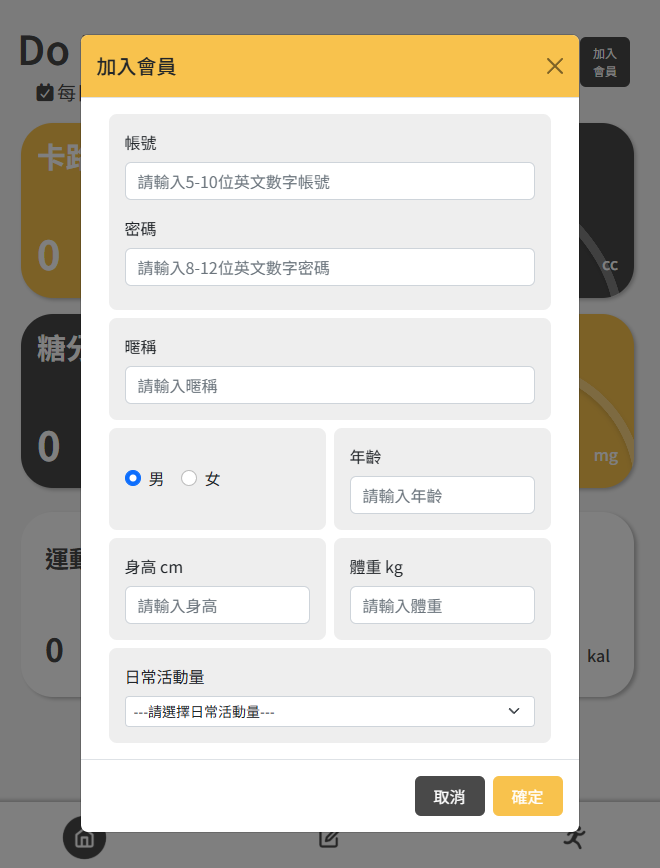 Do
加入
會員
加入會員
每
帳號
卡路
請輸入5-10位英文數字帳號
密碼
0
請輸入8-12位英文數字密碼
cc
糖分
暱稱
請輸入暱稱
0
mg
男
女
年齡
請輸入年齡
運動
身高 cm
體重 kg
請輸入身高
請輸入體重
0
kal
日常活動量
---請選擇日常活動量---
取消
確定